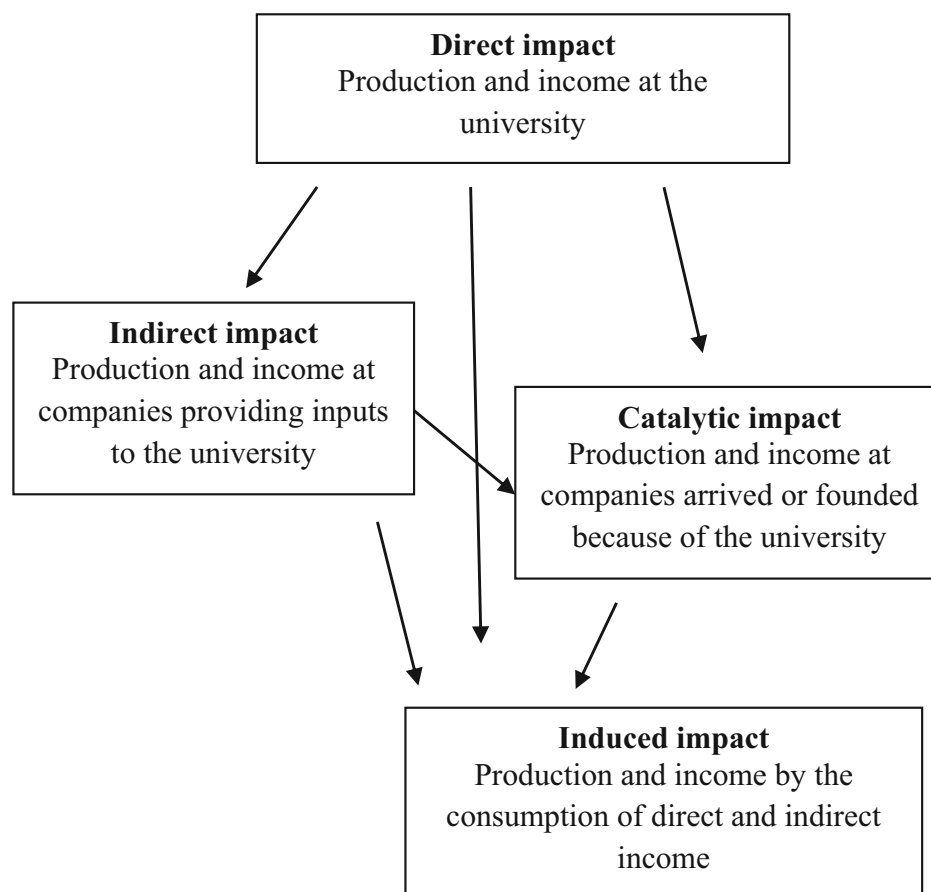 Direct impact
Production and income at the
university
Indirect impact
Production and income at
companies providing inputs
to the university
Catalytic impact
Production and income at
companies arrived or founded
because of the university
Induced impact
Production and income by the
consumption of direct and indirect
income